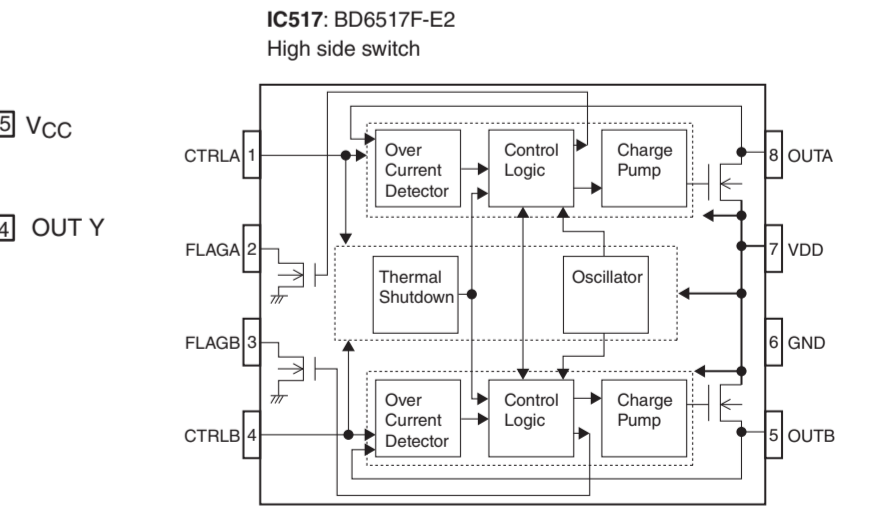 IC517: BD6517F-E2
High side switch
5 VCC
4 OUT Y
CTRLA 1
FLAGA 2
FLAGB 3
CTRLB 4
Over
Current
Detector
Control
Logic
Charge
Pump
Thermal
Shutdown
Oscillator
Over
Current
Detector
Control
Logic
Charge
Pump
8 OUTA
7 VDD
6 GND
5 OUTB